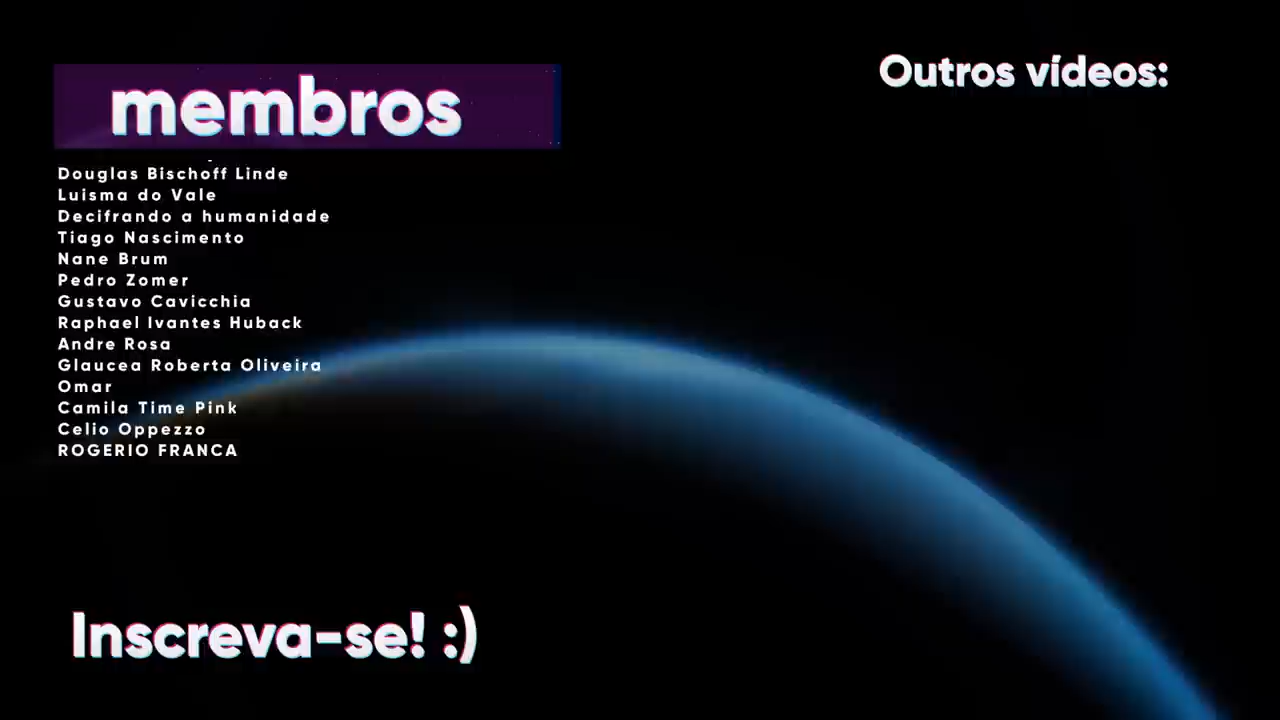 membros
Douglas Bischoff Linde
Luisma do Vale
Decifrando a humanidade
Tiago Nascimento
Nane Brum
Pedro Zomer
Gustavo Cavicchia
Raphael Ivantes Huback
Andre Rosa
Glaucea Roberta Oliveira
Omar
Camila Time Pink
Celio Oppezzo
ROGERIO FRANCA
Inscreva-se! :)
Outros vídeos: